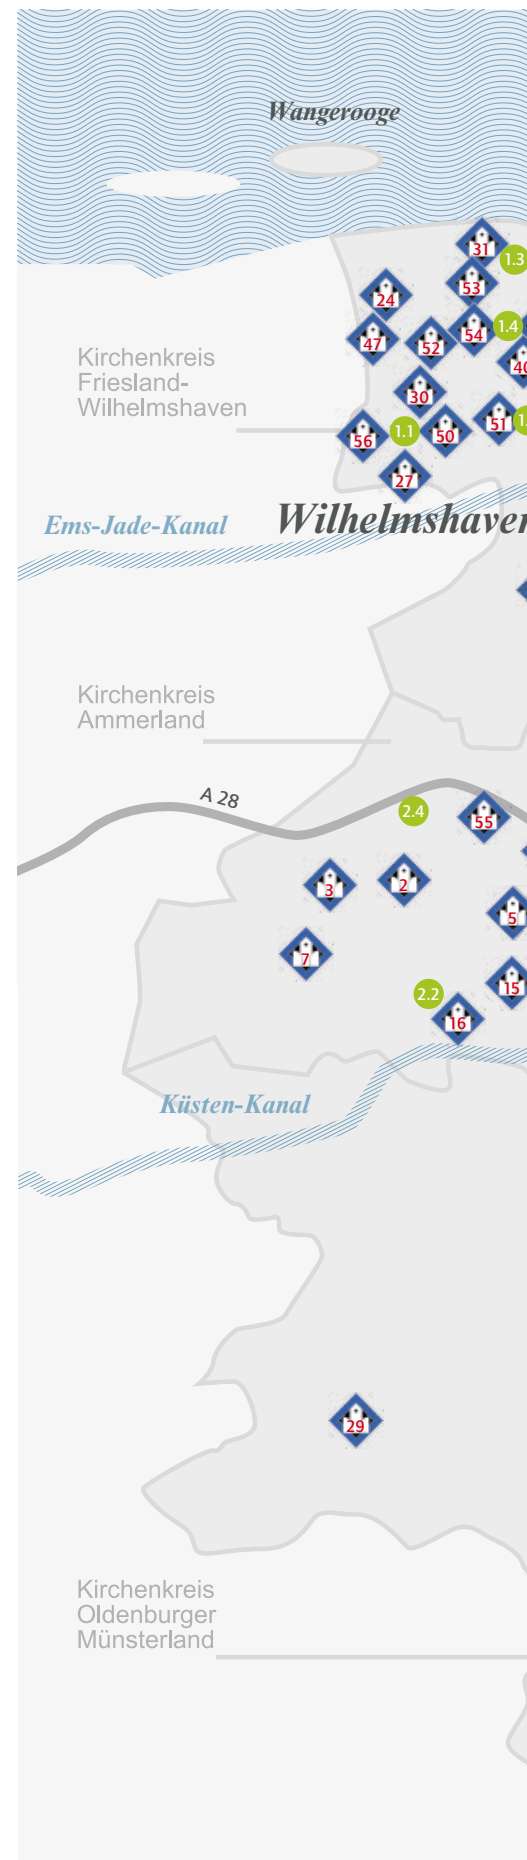 Wangerooge
31
1.3
53
24
54
1.4
47
52
40
Kirchenkreis
Friesland-
Wilhelmshaven
30
51
1.1
50
56
27
Wilhelmshaven
Ems-Jade-Kanal
Kirchenkreis
Ammerland
A 28
2.4
55
3
2
5
7
15
2.2
16
Küsten-Kanal
29
Kirchenkreis
Oldenburger
Münsterland